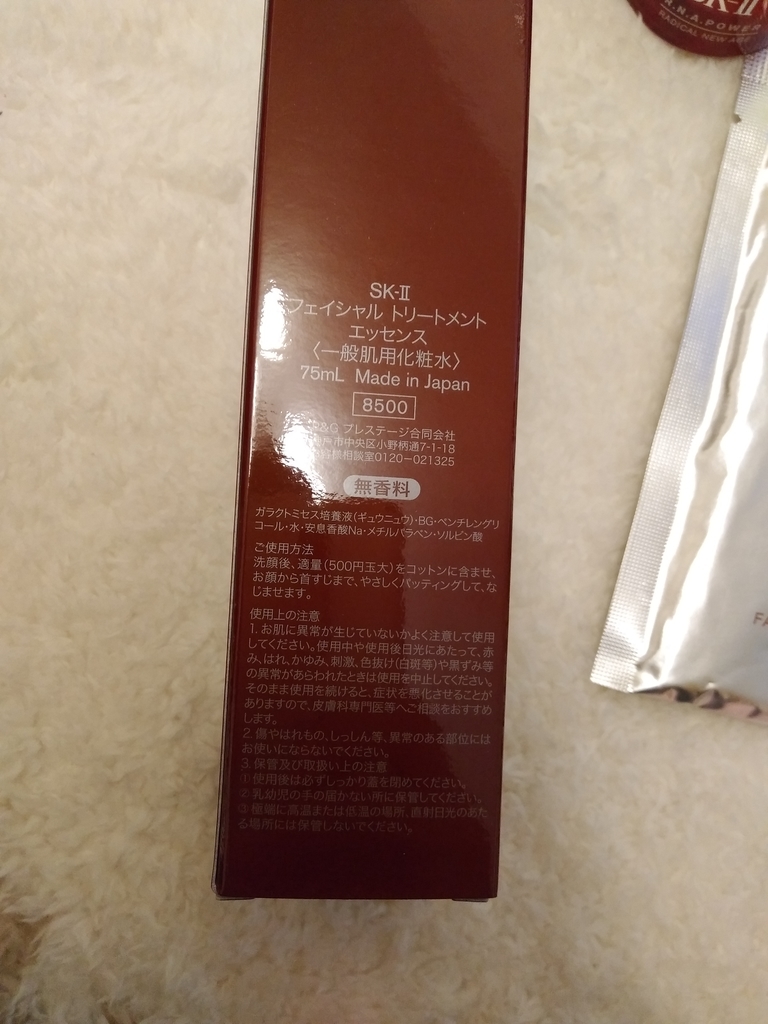 SK-II
R.N.A.POWER
RADICAL NEW AGE
SK-II
フェイシャル トリートメント
エッセンス
〈一般肌用化粧水〉
75mL Made in Japan
8500
P&G プレステージ合同会社
神戸市中央区小野柄通7-1-18
お客様相談室0120-021325
無香料
ガラクトミセス培養液(ギュウニュウ)・BG・ペンチレングリ
コール・水・安息香酸Na・メチルパラベン・ソルビン酸
ご使用方法
洗顔後、適量(500円玉大)をコットンに含ませ、
お顔から首すじまで、やさしくパッティングして、な
じませます。
使用上の注意
1. お肌に異常が生じていないかよく注意して使用
してください。使用中や使用後日光にあたって、赤
み、はれ、かゆみ、刺激、色抜け(白斑等)や黒ずみ等
の異常があらわれたときは使用を中止してください。
そのまま使用を続けると、症状を悪化させることが
ありますので、皮膚科専門医等へご相談をおすすめ
します。
2. 傷やはれもの、しっしん等、異常のある部位には
お使いにならないでください。
3. 保管及び取扱い上の注意
①使用後は必ずしっかり蓋を閉めてください。
②乳幼児の手の届かない所に保管してください。
③極端に高温または低温の場所、直射日光のあた
る場所には保管しないでください。
FA